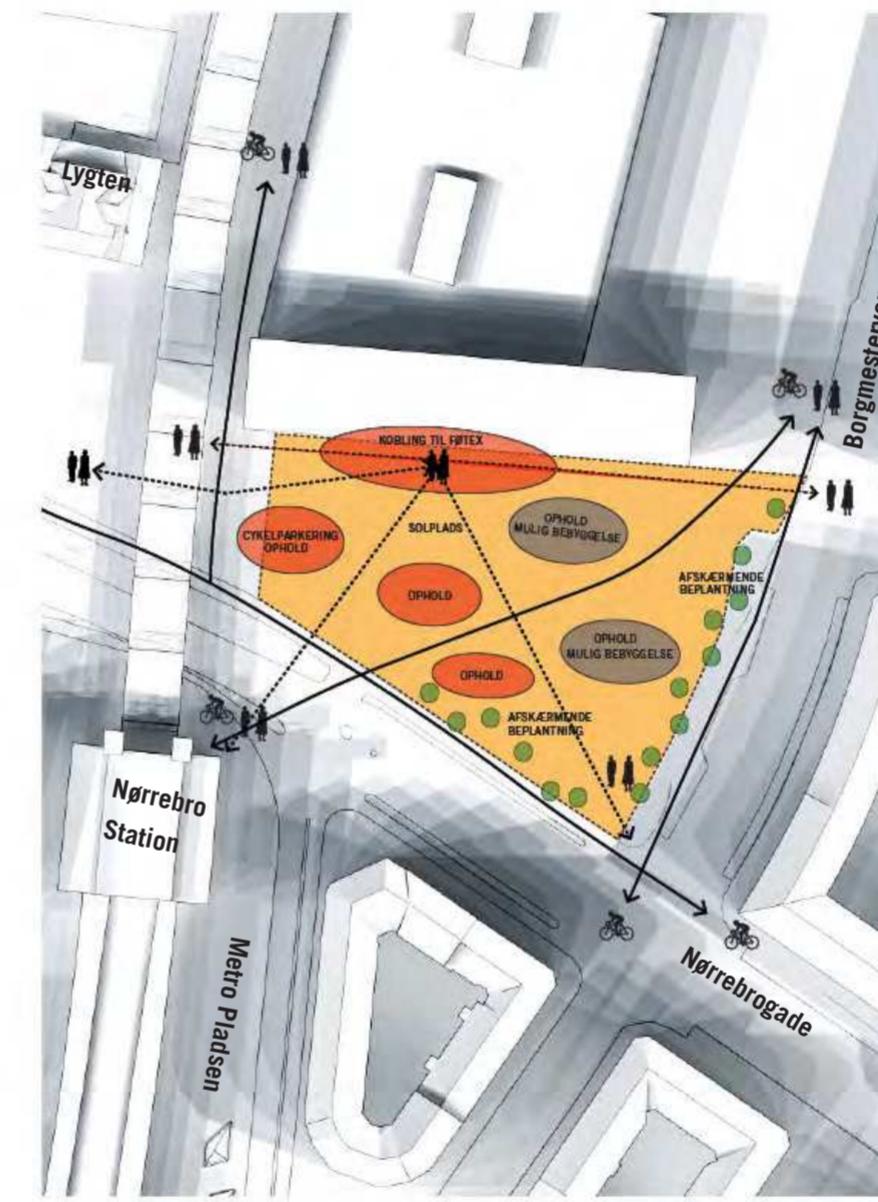 Lygten
Borgmesterve
KOBLING TIL FØTEX
CYKELPARKERING
OPHOLD
SOLPLADS
OPHOLD
MULIG BEBYGGELSE
AFSKÆRMENDE
BEPLANTNING
OPHOLD
OPHOLD
MULIG BEBYGGELSE
OPHOLD
AFSKÆRMENDE
BEPLANTNING
Nørrebro
Station
Metro Pladsen
Nørrebrogade